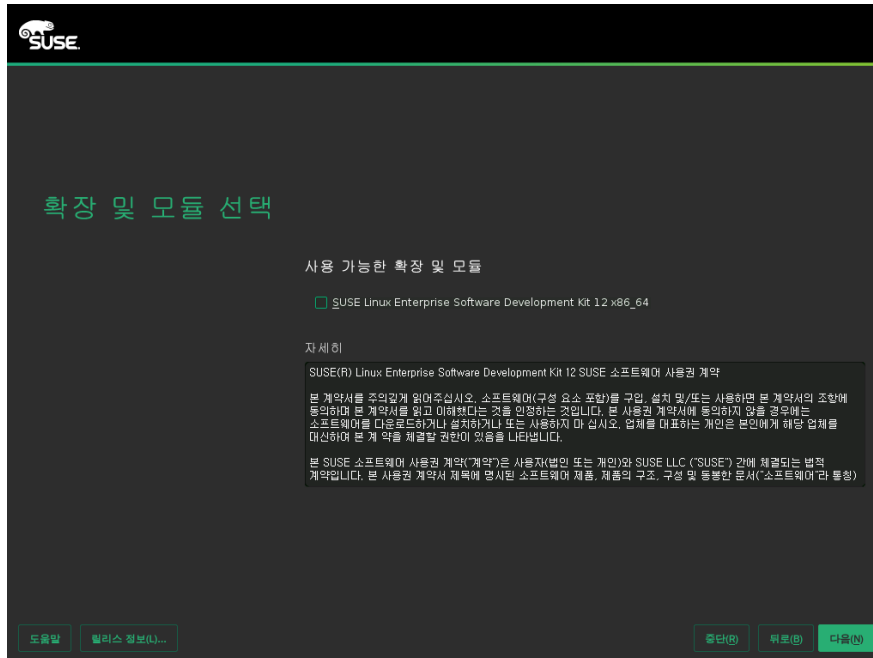 SUSE.
확장 및 모듈 선택
사용 가능한 확장 및 모듈
SUSE Linux Enterprise Software Development Kit 12 x86_64
자세히
SUSE(R) Linux Enterprise Software Development Kit 12 SUSE 소프트웨어 사용권 계약
본 계약서를 주의깊게 읽어주십시오. 소프트웨어(구성 요소 포함)를 구입, 설치 및/또는 사용하면 본 계약서의 조항에
동의하며 본 계약서를 읽고 이해했다는 것을 인정하는 것입니다. 본 사용권 계약서에 동의하지 않을 경우에는
소프트웨어를 다운로드하거나 설치하거나 또는 사용하지 마 십시오. 업체를 대표하는 개인은 본인에게 해당 업체를
대신하여 본 계 약을 체결할 권한이 있음을 나타냅니다.
본 SUSE 소프트웨어 사용권 계약("계약")은 사용자(법인 또는 개인)와 SUSE LLC ("SUSE") 간에 체결되는 법적
계약입니다. 본 사용권 계약서 제목에 명시된 소프트웨어 제품, 제품의 구조, 구성 및 동봉한 문서("소프트웨어"라 통칭)
도움말 릴리스 정보(L)... 중단(R) 뒤로(B) 다음(N)